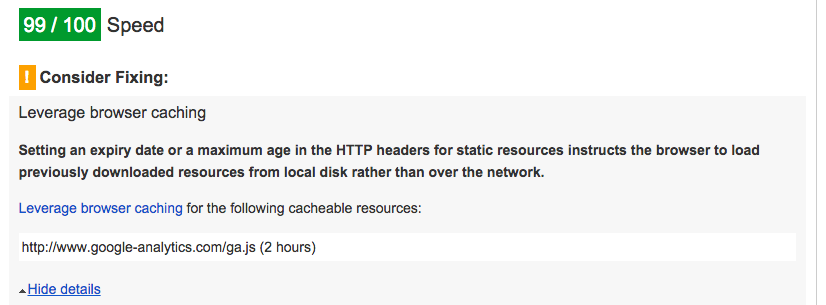 99 / 100 Speed
! Consider Fixing:
Leverage browser caching
Setting an expiry date or a maximum age in the HTTP headers for static resources instructs the browser to load
previously downloaded resources from local disk rather than over the network.
Leverage browser caching for the following cacheable resources:
http://www.google-analytics.com/ga.js (2 hours)
Hide details